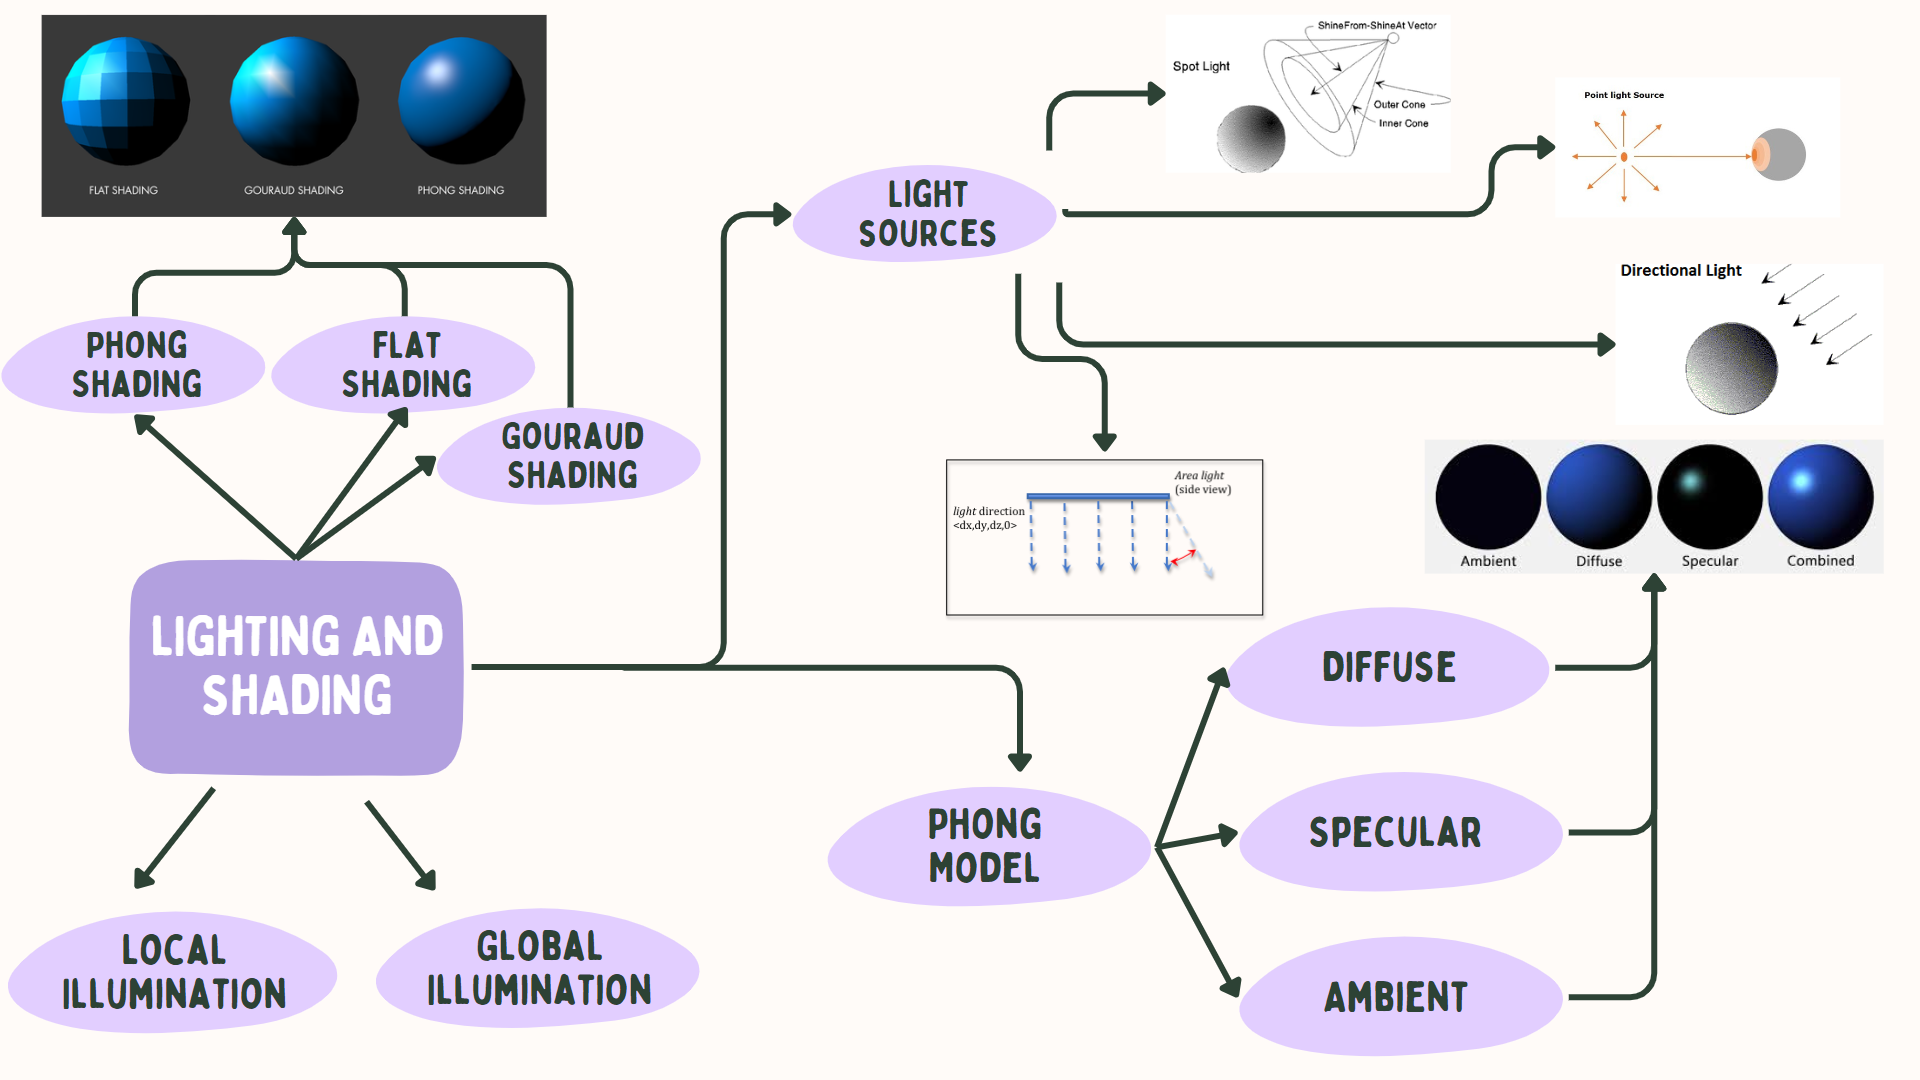 FLAT SHADING
GOURAUD SHADING
PHONG SHADING
PHONG
SHADING
FLAT
SHADING
GOURAUD
SHADING
LIGHTING AND
SHADING
LOCAL
ILLUMINATION
GLOBAL
ILLUMINATION
LIGHT
SOURCES
ShineFrom-ShineAt Vector
Spot Light
Outer Cone
Inner Cone
Point light Source
Directional Light
Area light
(side view)
light direction
<dx,dy,dz,0>
Ambient
Diffuse
Specular
Combined
PHONG
MODEL
DIFFUSE
SPECULAR
AMBIENT